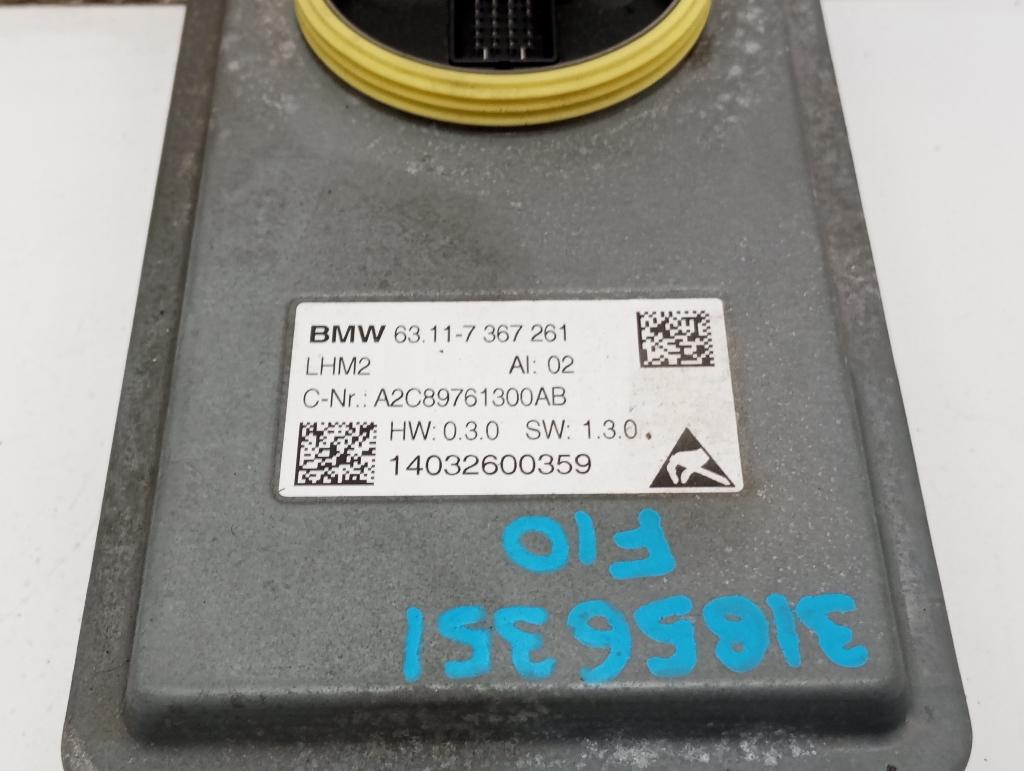 BMW 63.11-7 367 261
LHM2 AI: 02
C-Nr.: A2C89761300AB
HW: 0.3.0 SW: 1.3.0
14032600359
31856351
F10